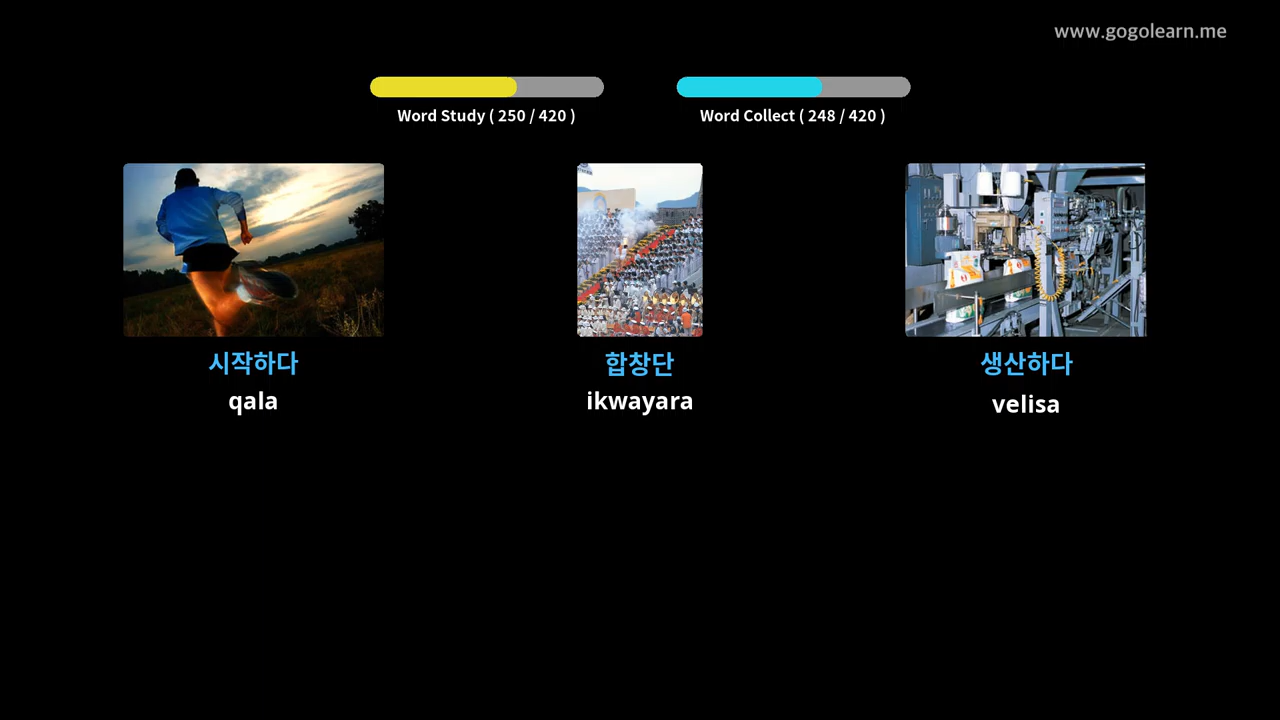 www.gogolearn.me
Word Study ( 250 / 420 )
Word Collect ( 248 / 420 )
시작하다
qala
합창단
ikwayara
생산하다
velisa